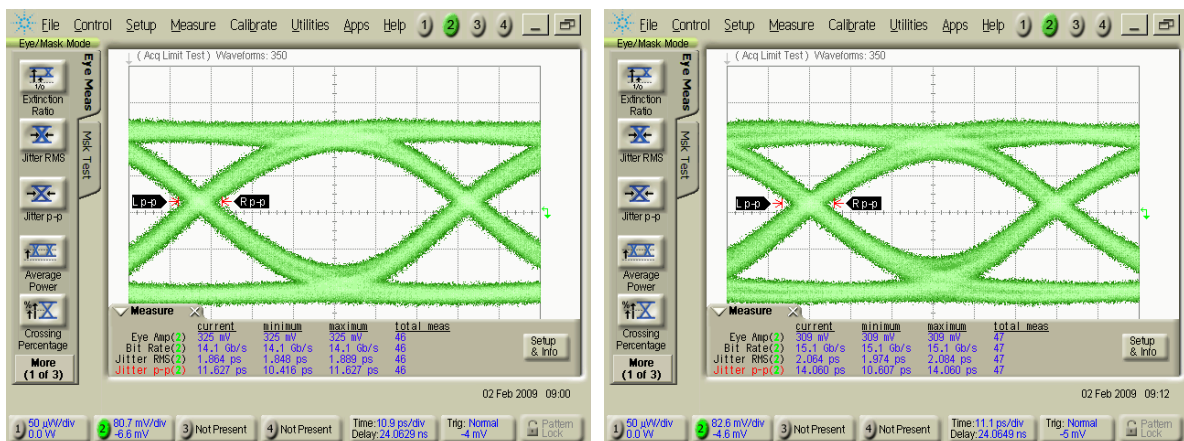 File Control Setup Measure Calibrate Utilities Apps Help 1 2 3 4
Eye/Mask Mode
( Acq Limit Test ) Waveforms: 350
Eye Meas
Msk Test
1/0
Extinction
Ratio
Jitter RMS
Jitter p-p
Average
Power
%
Crossing
Percentage
More
(1 of 3)
L p-p R p-p
Measure
current minimum maximum total meas
Eye Amp(2) 325 mV 325 mV 325 mV 46
Bit Rate(2) 14.1 Gb/s 14.1 Gb/s 14.1 Gb/s 46
Jitter RMS(2) 1.864 ps 1.848 ps 1.889 ps 46
Jitter p-p(2) 11.627 ps 10.416 ps 11.627 ps 46
Setup
& Info
02 Feb 2009 09:00
1) 50 µW/div
0.0 W
2) 80.7 mV/div
-6.6 mV
3) Not Present
4) Not Present
Time:10.9 ps/div
Delay:24.0629 ns
Trig: Normal
-4 mV
Pattern
Lock
File Control Setup Measure Calibrate Utilities Apps Help 1 2 3 4
Eye/Mask Mode
( Acq Limit Test ) Waveforms: 350
Eye Meas
Msk Test
1/0
Extinction
Ratio
Jitter RMS
Jitter p-p
Average
Power
%
Crossing
Percentage
More
(1 of 3)
L p-p R p-p
Measure
current minimum maximum total meas
Eye Amp(2) 309 mV 309 mV 309 mV 47
Bit Rate(2) 15.1 Gb/s 15.1 Gb/s 15.1 Gb/s 47
Jitter RMS(2) 2.064 ps 1.974 ps 2.084 ps 47
Jitter p-p(2) 14.060 ps 10.607 ps 14.060 ps 47
Setup
& Info
02 Feb 2009 09:12
1) 50 µW/div
0.0 W
2) 82.6 mV/div
-4.6 mV
3) Not Present
4) Not Present
Time:11.1 ps/div
Delay:24.0649 ns
Trig: Normal
-5 mV
Pattern
Lock